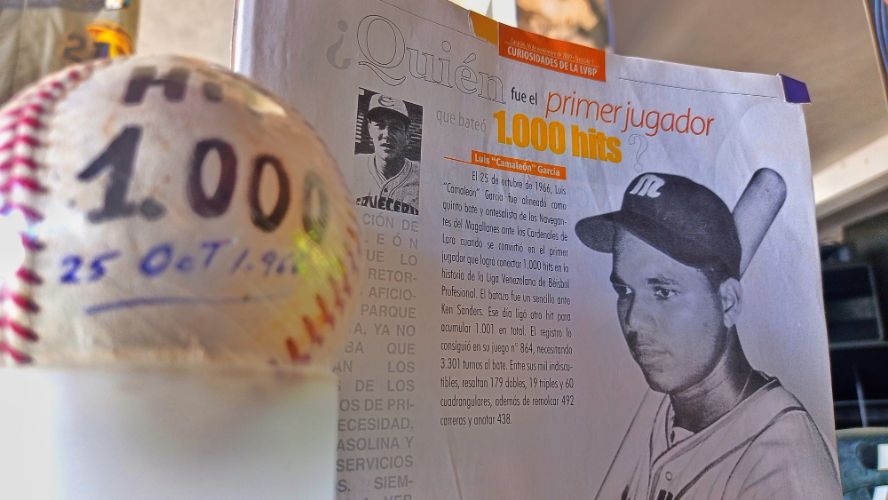 HIT
1.000
25 OCT 1.966
CURIOSIDADES DE LA LVBP
¿Quién
fue el primer jugador
que bateó 1.000 hits?
Luis "Camaleón" García
El 25 de octubre de 1966, Luis
"Camaleón" García fue alineado como
quinto bate y antesalista de los Navegan-
tes del Magallanes ante los Cardenales de
Lara cuando se convirtió en el primer
jugador que logró conectar 1.000 hits en la
historia de la Liga Venezolana de Béisbol
Profesional. El batazo fue un sencillo ante
Ken Sanders. Ese día ligó otro hit para
acumular 1.001 en total. El registro lo
consiguió en su juego n° 864, necesitando
3.301 turnos al bate. Entre sus mil indiscu-
tibles, resaltan 179 dobles, 19 triples y 60
cuadrangulares, además de remolcar 492
carreras y anotar 438.
M
CIÓN DE
EÓN
UE LO
RETOR-
AFICIO-
PARQUE
A. YA NO
BA QUE
AN LOS
S DE LOS
OS DE PRI-
ECESIDAD,
ASOLINA Y
SERVICIOS
S. SIEM-